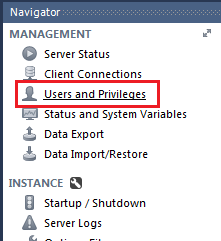 Navigator
MANAGEMENT
Server Status
Client Connections
Users and Privileges
Status and System Variables
Data Export
Data Import/Restore
INSTANCE
Startup / Shutdown
Server Logs